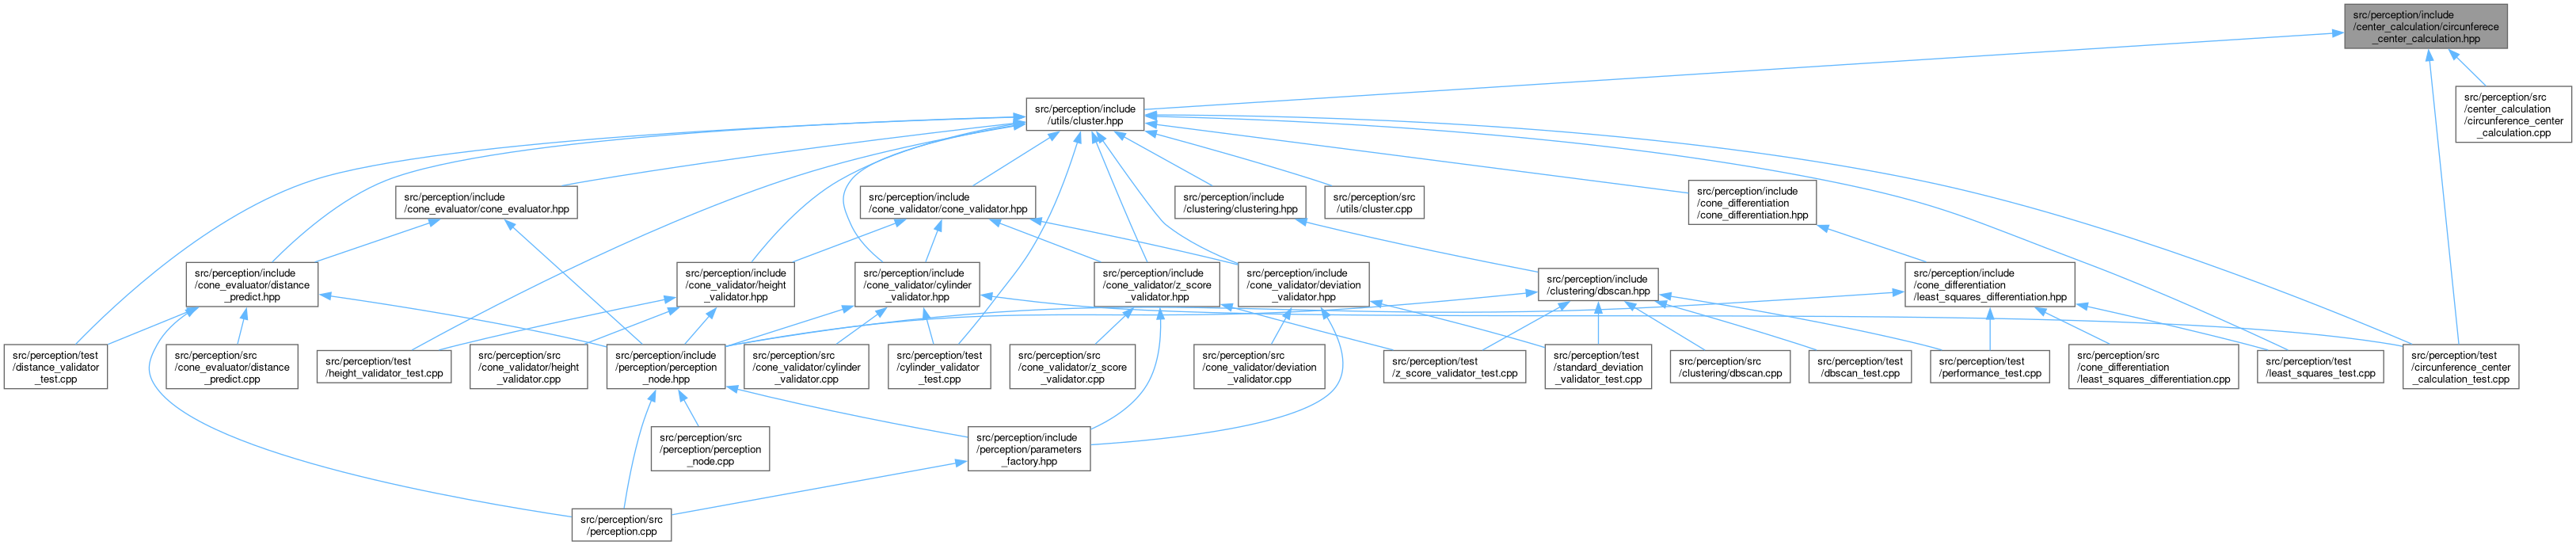 src/perception/include
/center_calculation/circunferece
_center_calculation.hpp
src/perception/src
/center_calculation
/circunference_center
_calculation.cpp
src/perception/include
/utils/cluster.hpp
src/perception/include
/cone_evaluator/cone_evaluator.hpp
src/perception/include
/cone_validator/cone_validator.hpp
src/perception/include
/clustering/clustering.hpp
src/perception/src
/utils/cluster.cpp
src/perception/include
/cone_differentiation
/cone_differentiation.hpp
src/perception/include
/cone_evaluator/distance
_predict.hpp
src/perception/include
/cone_validator/height
_validator.hpp
src/perception/include
/cone_validator/cylinder
_validator.hpp
src/perception/include
/cone_validator/z_score
_validator.hpp
src/perception/include
/cone_validator/deviation
_validator.hpp
src/perception/include
/clustering/dbscan.hpp
src/perception/include
/cone_differentiation
/least_squares_differentiation.hpp
src/perception/test
/distance_validator
_test.cpp
src/perception/src
/cone_evaluator/distance
_predict.cpp
src/perception/test
/height_validator_test.cpp
src/perception/src
/cone_validator/height
_validator.cpp
src/perception/include
/perception/perception
_node.hpp
src/perception/src
/cone_validator/cylinder
_validator.cpp
src/perception/test
/cylinder_validator
_test.cpp
src/perception/src
/cone_validator/z_score
_validator.cpp
src/perception/src
/cone_validator/deviation
_validator.cpp
src/perception/test
/z_score_validator_test.cpp
src/perception/test
/standard_deviation
_validator_test.cpp
src/perception/src
/clustering/dbscan.cpp
src/perception/test
/dbscan_test.cpp
src/perception/test
/performance_test.cpp
src/perception/src
/cone_differentiation
/least_squares_differentiation.cpp
src/perception/test
/least_squares_test.cpp
src/perception/test
/circunference_center
_calculation_test.cpp
src/perception/src
/perception/perception
_node.cpp
src/perception/include
/perception/parameters
_factory.hpp
src/perception/src
/perception.cpp